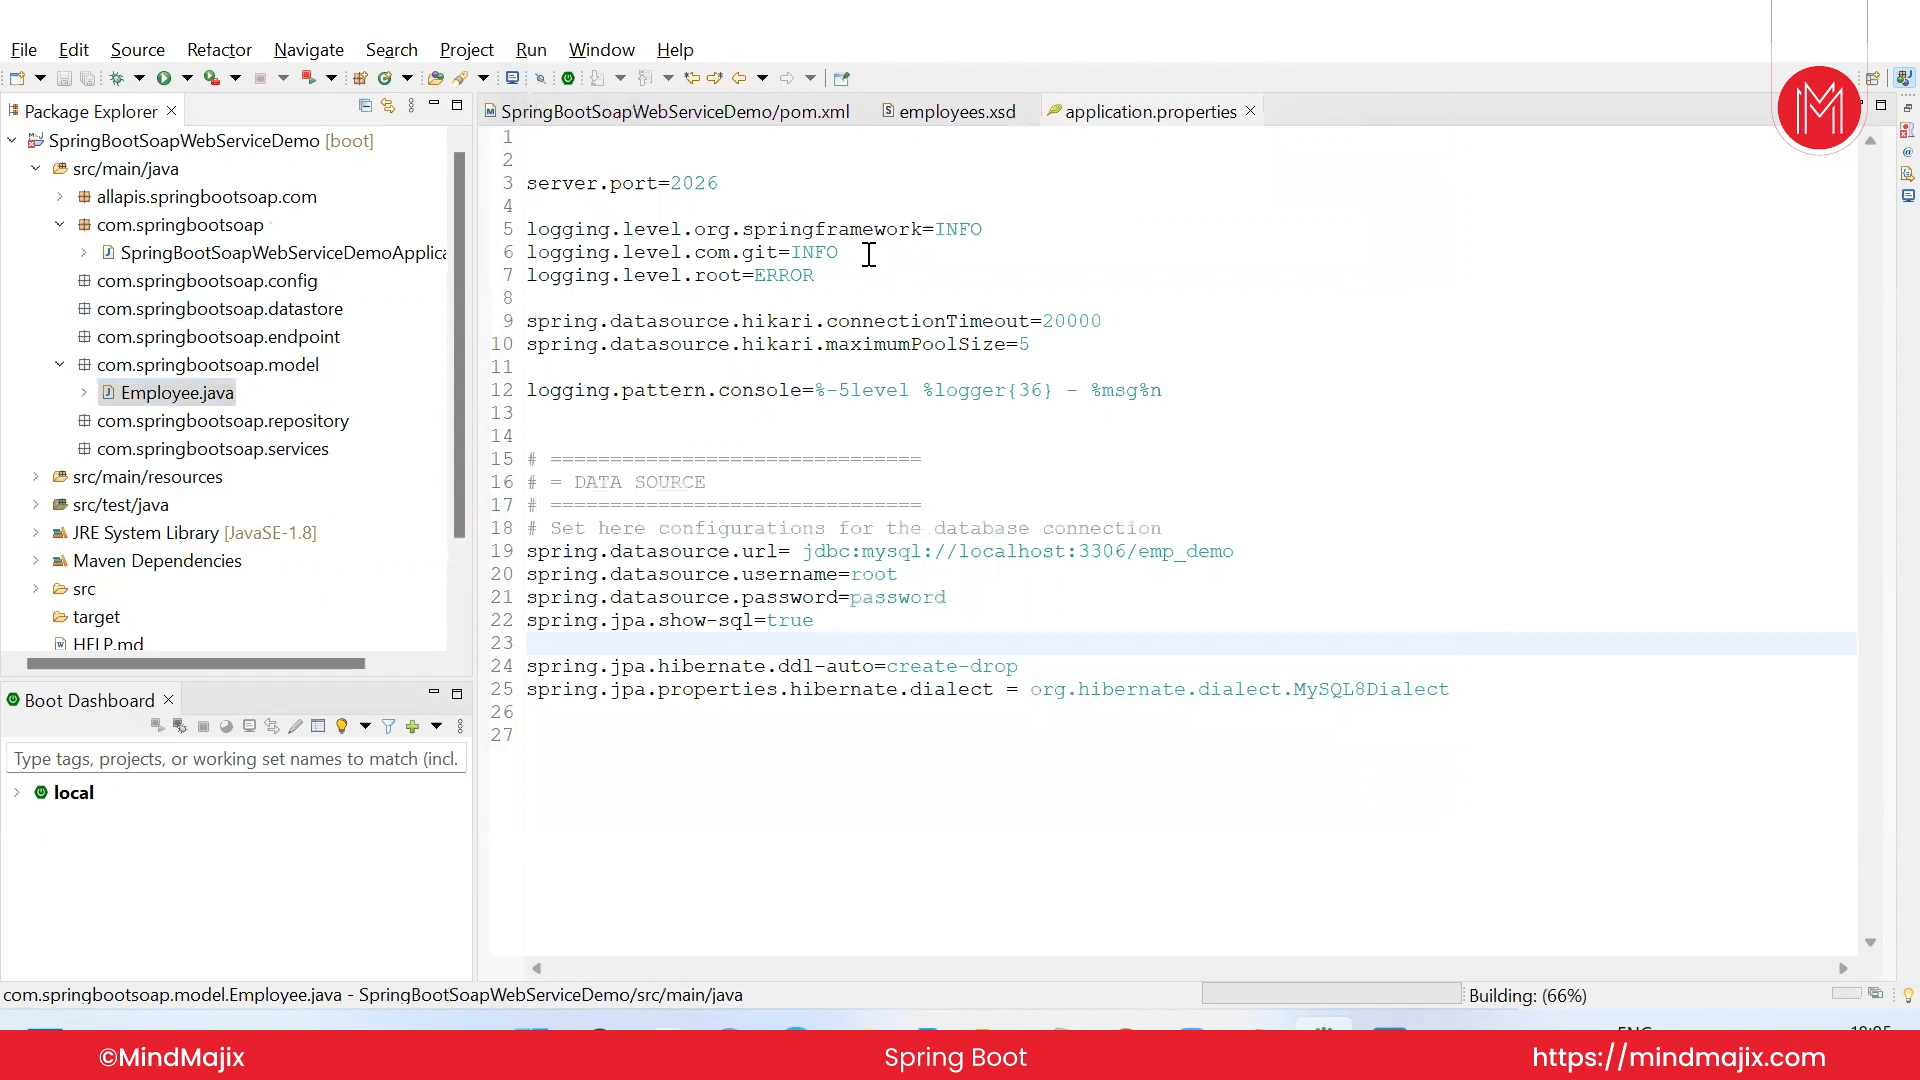 File Edit Source Refactor Navigate Search Project Run Window Help
Package Explorer
SpringBootSoapWebServiceDemo/pom.xml employees.xsd application.properties
SpringBootSoapWebServiceDemo [boot]
src/main/java
allapis.springbootsoap.com
com.springbootsoap
SpringBootSoapWebServiceDemoApplica
com.springbootsoap.config
com.springbootsoap.datastore
com.springbootsoap.endpoint
com.springbootsoap.model
Employee.java
com.springbootsoap.repository
com.springbootsoap.services
src/main/resources
src/test/java
JRE System Library [JavaSE-1.8]
Maven Dependencies
src
target
HELP.md
Boot Dashboard
Type tags, projects, or working set names to match (incl.
local
1
2
3 server.port=2026
4
5 logging.level.org.springframework=INFO
6 logging.level.com.git=INFO
7 logging.level.root=ERROR
8
9 spring.datasource.hikari.connectionTimeout=20000
10 spring.datasource.hikari.maximumPoolSize=5
11
12 logging.pattern.console=%-5level %logger{36} - %msg%n
13
14
15 # ===============================
16 # = DATA SOURCE
17 # ===============================
18 # Set here configurations for the database connection
19 spring.datasource.url= jdbc:mysql://localhost:3306/emp_demo
20 spring.datasource.username=root
21 spring.datasource.password=password
22 spring.jpa.show-sql=true
23
24 spring.jpa.hibernate.ddl-auto=create-drop
25 spring.jpa.properties.hibernate.dialect = org.hibernate.dialect.MySQL8Dialect
26
27
com.springbootsoap.model.Employee.java - SpringBootSoapWebServiceDemo/src/main/java
Building: (66%)
©MindMajix Spring Boot https://mindmajix.com